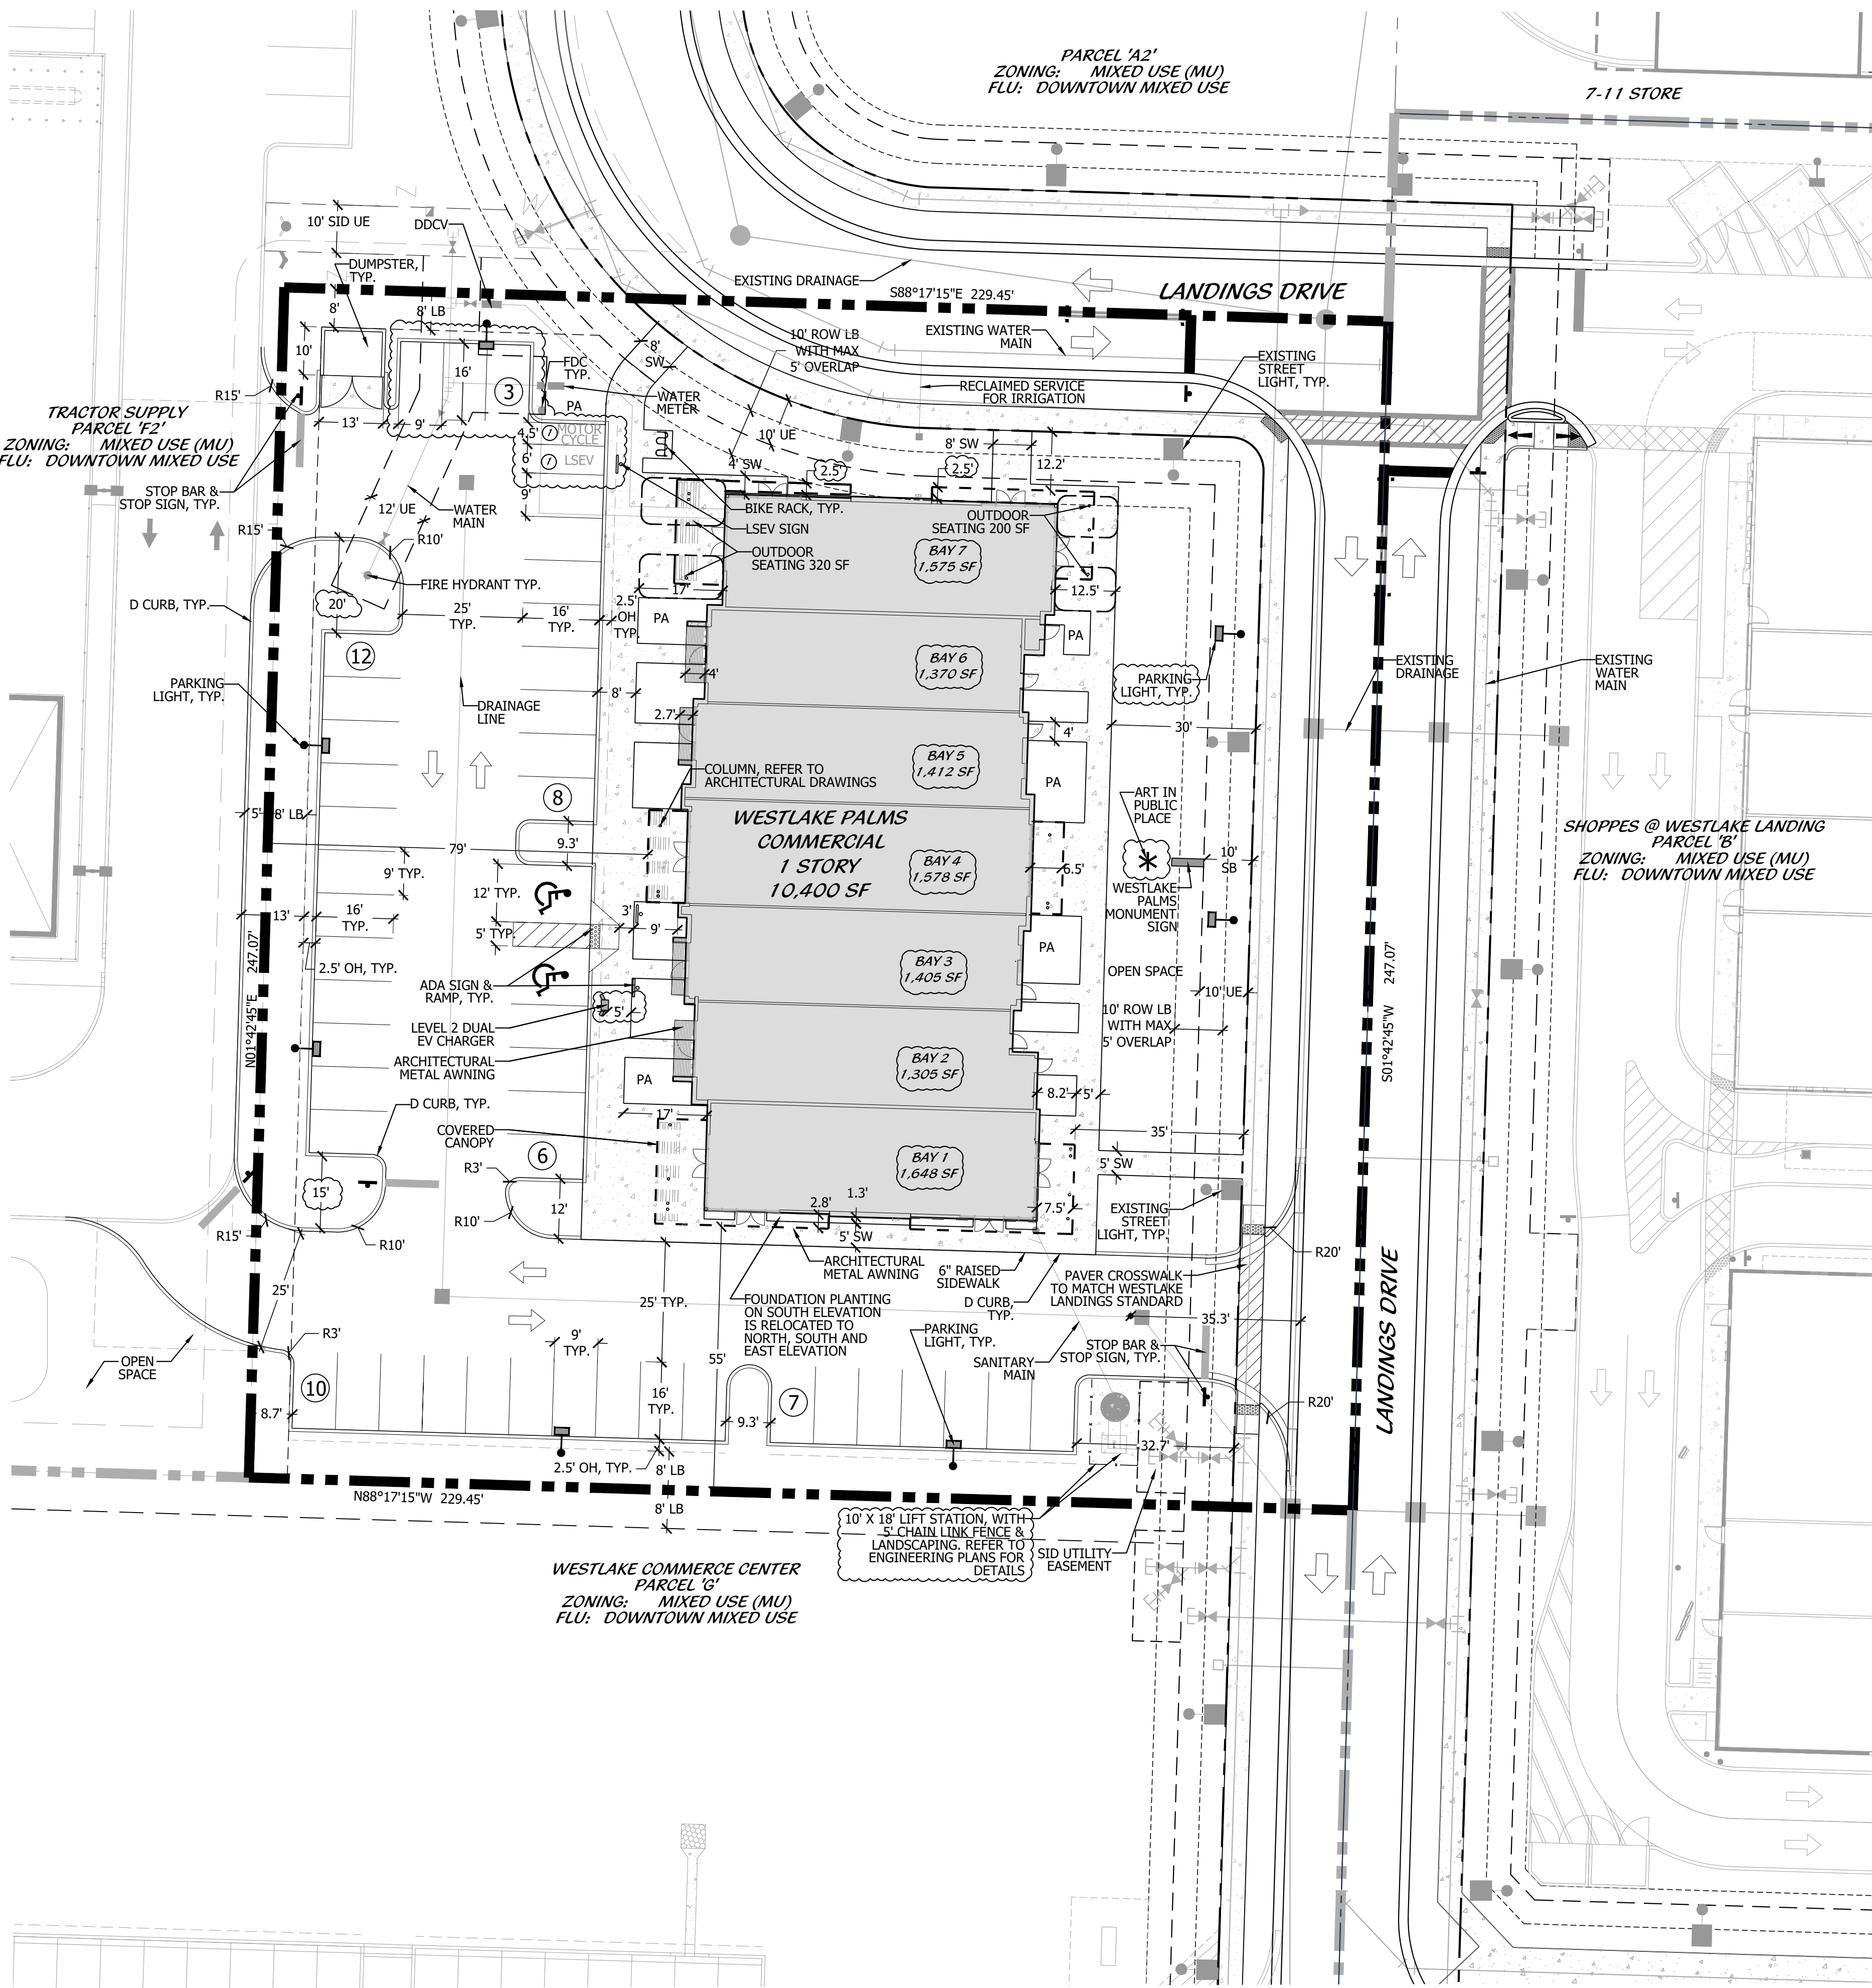 PARCEL 'A2'
ZONING: MIXED USE (MU)
FLU: DOWNTOWN MIXED USE
7-11 STORE
10' SID UE
DDCV
DUMPSTER,
TYP.
8'
8' LB
EXISTING DRAINAGE
S88°17'15"E 229.45'
LANDINGS DRIVE
10' ROW LB
WITH MAX
5' OVERLAP
EXISTING WATER
MAIN
8'
SW
10'
16'
FDC
TYP.
WATER
METER
RECLAIMED SERVICE
FOR IRRIGATION
EXISTING
STREET
LIGHT, TYP.
R15'
3
PA
13'
9'
TRACTOR SUPPLY
PARCEL 'F2'
ZONING: MIXED USE (MU)
FLU: DOWNTOWN MIXED USE
4.5'
MOTOR
CYCLE
6'
LSEV
9'
10' UE
4' SW
2.5'
2.5'
8' SW
12.2'
STOP BAR &
STOP SIGN, TYP.
12' UE
WATER
MAIN
BIKE RACK, TYP.
LSEV SIGN
OUTDOOR
SEATING 200 SF
R15'
R10'
OUTDOOR
SEATING 320 SF
BAY 7
1,575 SF
FIRE HYDRANT TYP.
D CURB, TYP.
20'
25'
TYP.
16'
TYP.
2.5'
OH
TYP.
17'
12.5'
PA
PA
12
BAY 6
1,370 SF
PARKING
LIGHT, TYP.
4'
8'
PARKING
LIGHT, TYP.
EXISTING
DRAINAGE
EXISTING
WATER
MAIN
DRAINAGE
LINE
2.7'
30'
4'
BAY 5
1,412 SF
COLUMN, REFER TO
ARCHITECTURAL DRAWINGS
PA
8
ART IN
PUBLIC
PLACE
5'
8' LB
WESTLAKE PALMS
COMMERCIAL
1 STORY
10,400 SF
SHOPPES @ WESTLAKE LANDING
PARCEL 'B'
ZONING: MIXED USE (MU)
FLU: DOWNTOWN MIXED USE
79'
9.3'
9' TYP.
12' TYP.
BAY 4
1,578 SF
6.5'
10'
SB
WESTLAKE
PALMS
MONUMENT
SIGN
13'
16'
TYP.
3'
9'
5' TYP.
PA
N01°42'45"E 247.07'
2.5' OH, TYP.
ADA SIGN &
RAMP, TYP.
BAY 3
1,405 SF
OPEN SPACE
10' UE
S01°42'45"W 247.07'
5'
LEVEL 2 DUAL
EV CHARGER
10' ROW LB
WITH MAX
5' OVERLAP
ARCHITECTURAL
METAL AWNING
PA
BAY 2
1,305 SF
8.2'
5'
D CURB, TYP.
17'
COVERED
CANOPY
35'
6
R3'
BAY 1
1,648 SF
5' SW
15'
R10'
12'
2.8'
1.3'
7.5'
EXISTING
STREET
LIGHT, TYP.
R15'
R10'
5' SW
R20'
ARCHITECTURAL
METAL AWNING
6" RAISED
SIDEWALK
PAVER CROSSWALK
TO MATCH WESTLAKE
LANDINGS STANDARD
25'
25' TYP.
FOUNDATION PLANTING
ON SOUTH ELEVATION
IS RELOCATED TO
NORTH, SOUTH AND
EAST ELEVATION
D CURB,
TYP.
35.3'
LANDINGS DRIVE
R3'
9'
TYP.
PARKING
LIGHT, TYP.
STOP BAR &
STOP SIGN, TYP.
SANITARY
MAIN
OPEN
SPACE
55'
10
16'
TYP.
7
R20'
8.7'
9.3'
32.7'
2.5' OH, TYP.
8' LB
N88°17'15"W 229.45'
8' LB
10' X 18' LIFT STATION, WITH
5' CHAIN LINK FENCE &
LANDSCAPING. REFER TO
ENGINEERING PLANS FOR
DETAILS
SID UTILITY
EASEMENT
WESTLAKE COMMERCE CENTER
PARCEL 'G'
ZONING: MIXED USE (MU)
FLU: DOWNTOWN MIXED USE